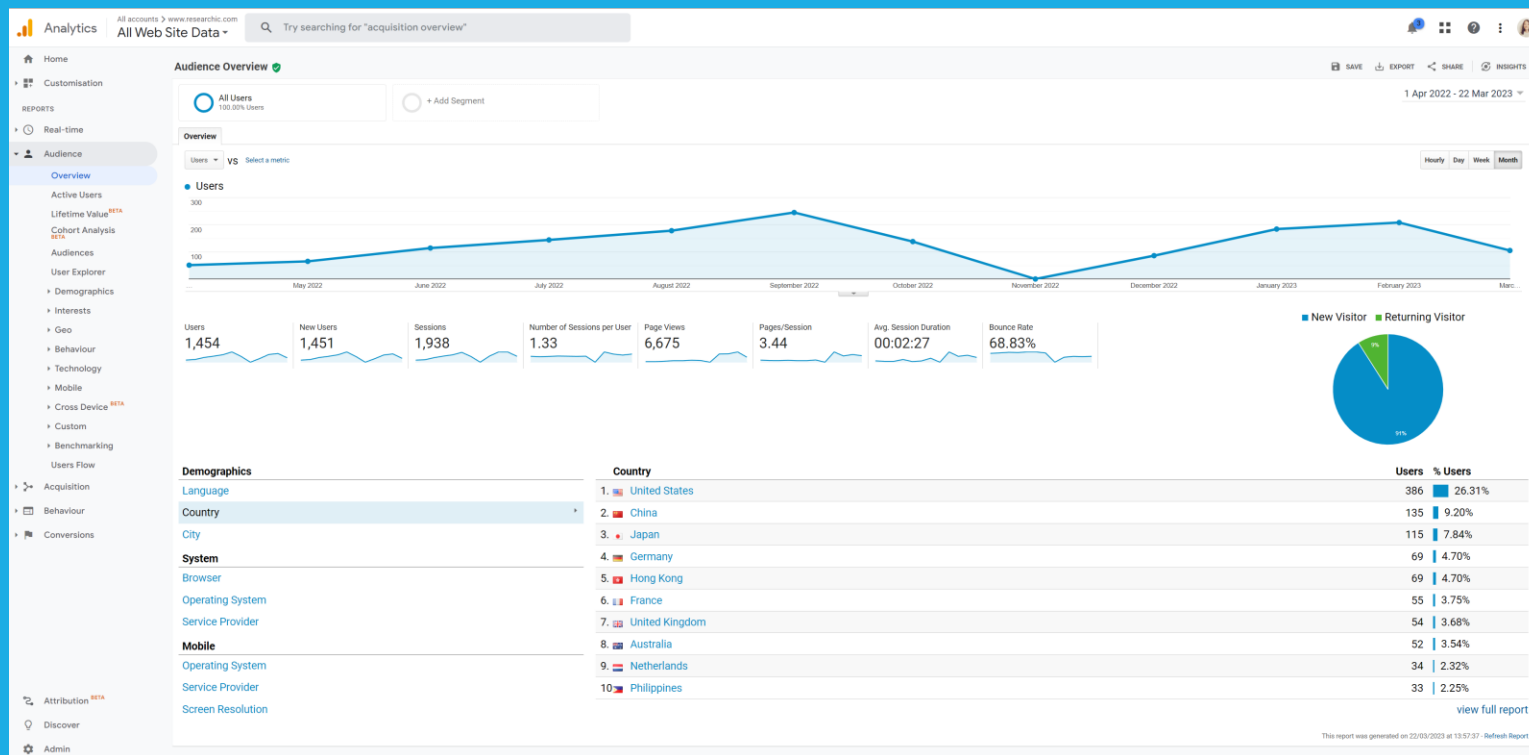 Analytics
All accounts > www.researchic.com
All Web Site Data
Try searching for "acquisition overview"
3
Home
Customisation
REPORTS
Real-time
Audience
Overview
Active Users
Lifetime Value BETA
Cohort Analysis
BETA
Audiences
User Explorer
Demographics
Interests
Geo
Behaviour
Technology
Mobile
Cross Device BETA
Custom
Benchmarking
Users Flow
Acquisition
Behaviour
Conversions
Attribution BETA
Discover
Admin
Audience Overview
SAVE EXPORT SHARE INSIGHTS
All Users
100.00% Users
+ Add Segment
1 Apr 2022 - 22 Mar 2023
Overview
Users VS Select a metric
Hourly Day Week Month
Users
300
200
100
... May 2022 June 2022 July 2022 August 2022 September 2022 October 2022 November 2022 December 2022 January 2023 February 2023 Marc...
Users
1,454
New Users
1,451
Sessions
1,938
Number of Sessions per User
1.33
Page Views
6,675
Pages/Session
3.44
Avg. Session Duration
00:02:27
Bounce Rate
68.83%
New Visitor Returning Visitor
9%
91%
Demographics
Language
Country
City
System
Browser
Operating System
Service Provider
Mobile
Operating System
Service Provider
Screen Resolution
Country Users % Users
1. United States 386 26.31%
2. China 135 9.20%
3. Japan 115 7.84%
4. Germany 69 4.70%
5. Hong Kong 69 4.70%
6. France 55 3.75%
7. United Kingdom 54 3.68%
8. Australia 52 3.54%
9. Netherlands 34 2.32%
10. Philippines 33 2.25%
view full report
This report was generated on 22/03/2023 at 13:57:37 - Refresh Report